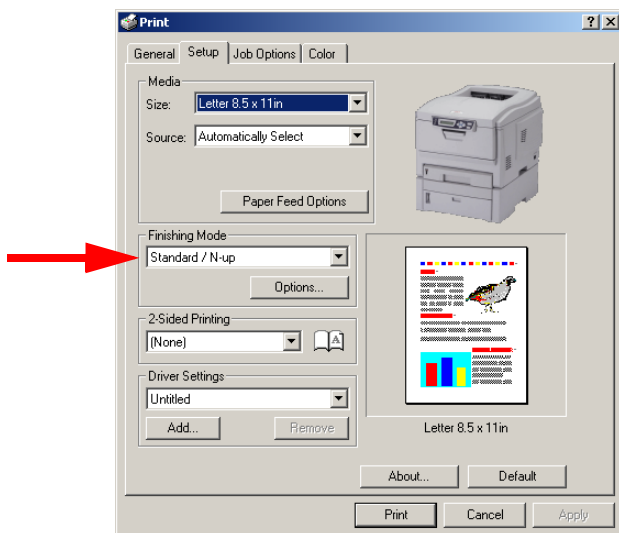 Print
General Setup Job Options Color
Media
Size: Letter 8.5 x 11in
Source: Automatically Select
Paper Feed Options
Finishing Mode
Standard / N-up
Options...
2-Sided Printing
(None)
A
Driver Settings
Untitled
Add... Remove
Letter 8.5 x 11in
About... Default
Print Cancel Apply